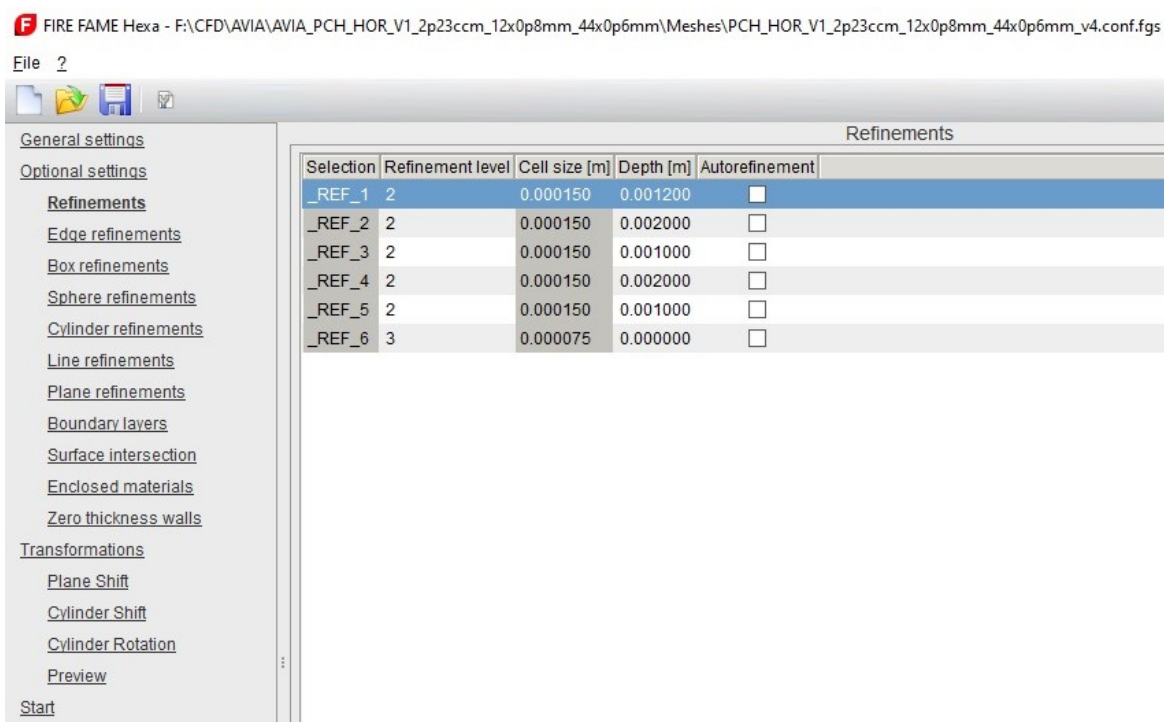 FIRE FAME Hexa - F:\CFD\AVIA\AVIA_PCH_HOR_V1_2p23ccm_12x0p8mm_44x0p6mm\Meshes\PCH_HOR_V1_2p23ccm_12x0p8mm_44x0p6mm_v4.conf.fgs
File ?
General settings
Optional settings
Refinements
Edge refinements
Box refinements
Sphere refinements
Cylinder refinements
Line refinements
Plane refinements
Boundary layers
Surface intersection
Enclosed materials
Zero thickness walls
Transformations
Plane Shift
Cylinder Shift
Cylinder Rotation
Preview
Start
Refinements
Selection Refinement level Cell size [m] Depth [m] Autorefinement
_REF_1 2 0.000150 0.001200
_REF_2 2 0.000150 0.002000
_REF_3 2 0.000150 0.001000
_REF_4 2 0.000150 0.002000
_REF_5 2 0.000150 0.001000
_REF_6 3 0.000075 0.000000